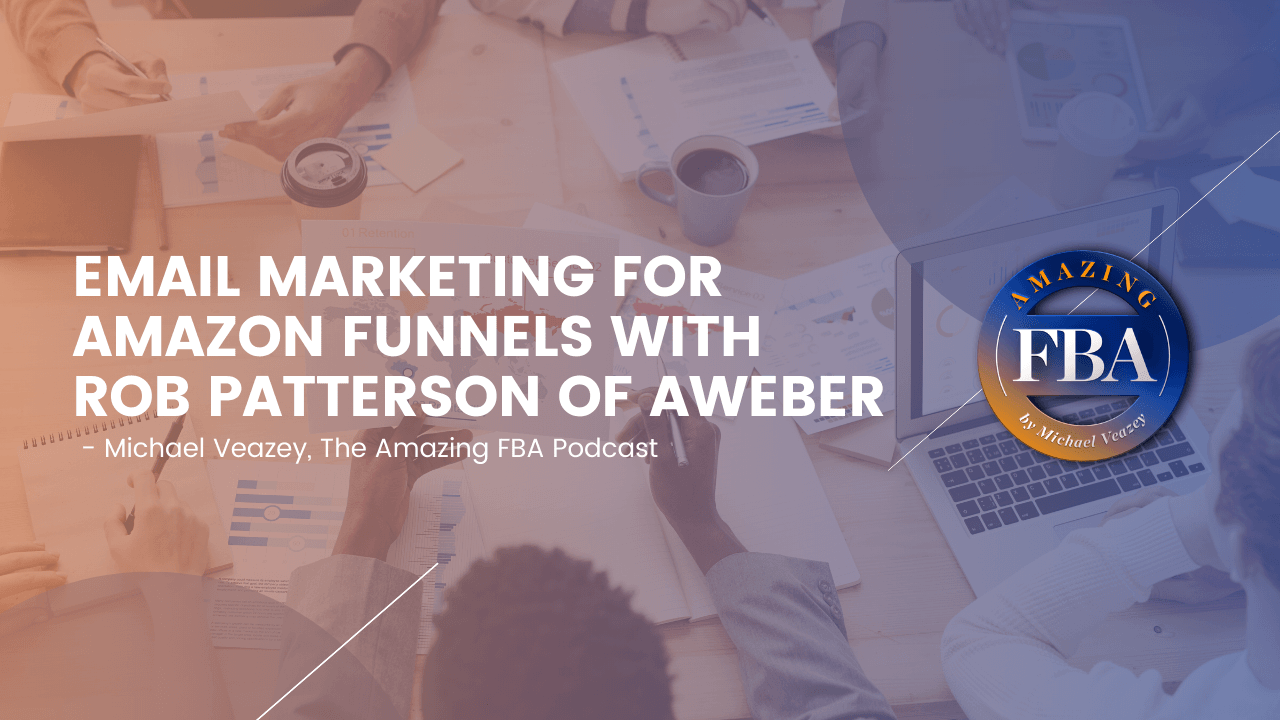 EMAIL MARKETING FOR
AMAZON FUNNELS WITH
ROB PATTERSON OF AWEBER
- Michael Veazey, The Amazing FBA Podcast
AMAZING
FBA
by Michael Veazey